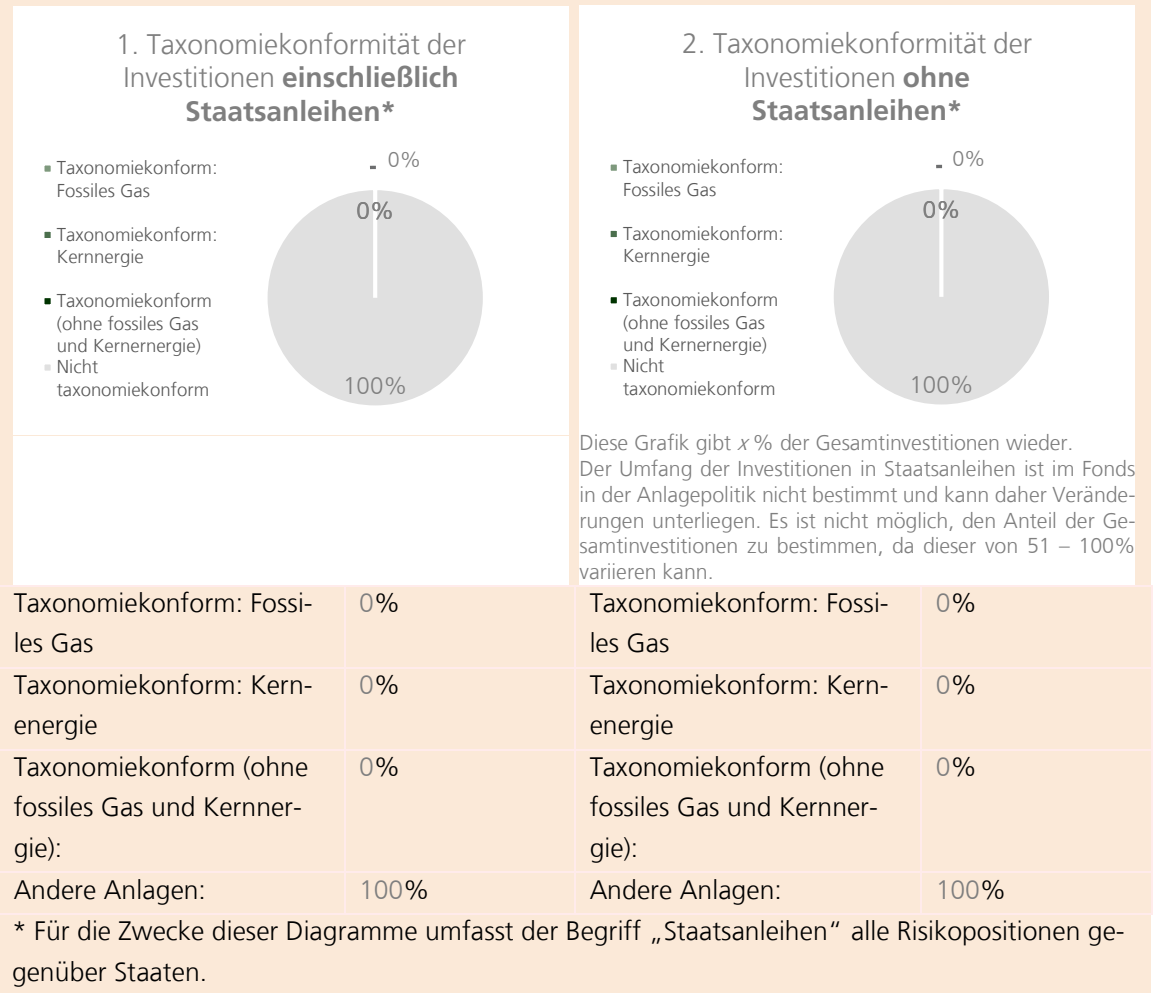 1. Taxonomiekonformität der
Investitionen einschließlich
Staatsanleihen*
Taxonomiekonform:
Fossiles Gas
Taxonomiekonform:
Kernnergie
Taxonomiekonform
(ohne fossiles Gas
und Kernernergie)
Nicht
taxonomiekonform
- 0%
0%
100%
2. Taxonomiekonformität der
Investitionen ohne
Staatsanleihen*
Taxonomiekonform:
Fossiles Gas
Taxonomiekonform:
Kernnergie
Taxonomiekonform
(ohne fossiles Gas
und Kernernergie)
Nicht
taxonomiekonform
- 0%
0%
100%
Diese Grafik gibt x % der Gesamtinvestitionen wieder.
Der Umfang der Investitionen in Staatsanleihen ist im Fonds
in der Anlagepolitik nicht bestimmt und kann daher Verände-
rungen unterliegen. Es ist nicht möglich, den Anteil der Ge-
samtinvestitionen zu bestimmen, da dieser von 51 – 100%
variieren kann.
Taxonomiekonform: Fossi-
les Gas
0%
Taxonomiekonform: Fossi-
les Gas
0%
Taxonomiekonform: Kern-
energie
0%
Taxonomiekonform: Kern-
energie
0%
Taxonomiekonform (ohne
fossiles Gas und Kernner-
gie):
0%
Taxonomiekonform (ohne
fossiles Gas und Kernner-
gie):
0%
Andere Anlagen:
100%
Andere Anlagen:
100%
* Für die Zwecke dieser Diagramme umfasst der Begriff „Staatsanleihen“ alle Risikopositionen ge-
genüber Staaten.